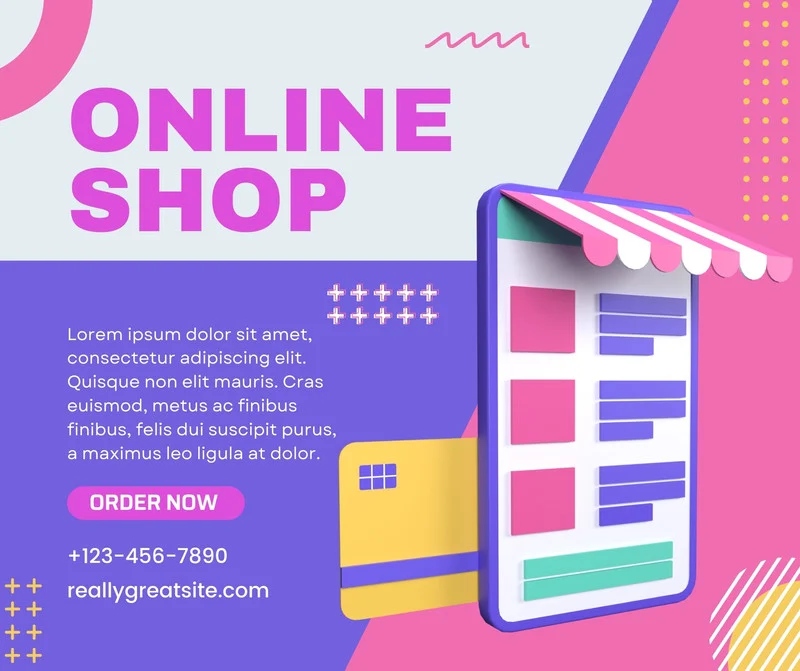 ONLINE
SHOP
Lorem ipsum dolor sit amet,
consectetur adipiscing elit.
Quisque non elit mauris. Cras
euismod, metus ac finibus
finibus, felis dui suscipit purus,
a maximus leo ligula at dolor.
ORDER NOW
+123-456-7890
reallygreatsite.com